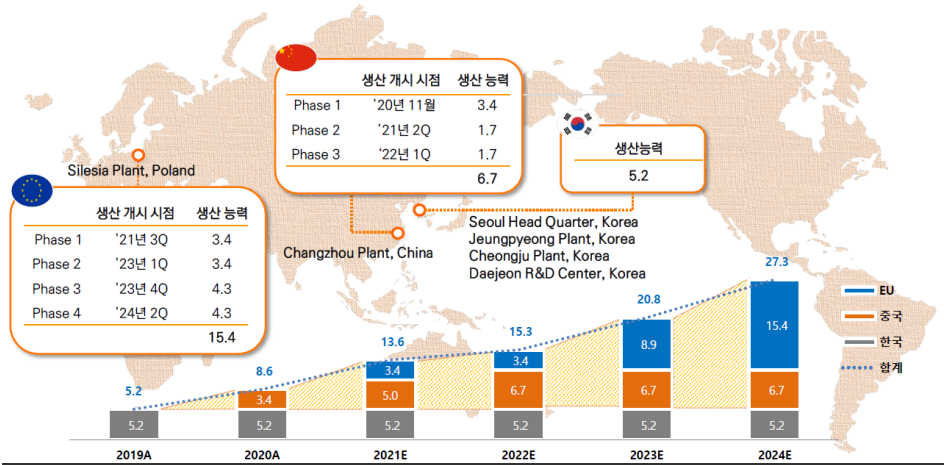 생산 개시 시점 생산 능력
Phase 1 '20년 11월 3.4
Phase 2 '21년 2Q 1.7
Phase 3 '22년 1Q 1.7
6.7
생산능력
5.2
Silesia Plant, Poland
생산 개시 시점 생산 능력
Phase 1 '21년 3Q 3.4
Phase 2 '23년 1Q 3.4
Phase 3 '23년 4Q 4.3
Phase 4 '24년 2Q 4.3
15.4
Changzhou Plant, China
Seoul Head Quarter, Korea
Jeungpyeong Plant, Korea
Cheongju Plant, Korea
Daejeon R&D Center, Korea
5.2 8.6 13.6 15.3 20.8 27.3
3.4 3.4 8.9 15.4
3.4 5.0 6.7 6.7 6.7
5.2 5.2 5.2 5.2 5.2 5.2
2019A 2020A 2021E 2022E 2023E 2024E
EU
중국
한국
합계